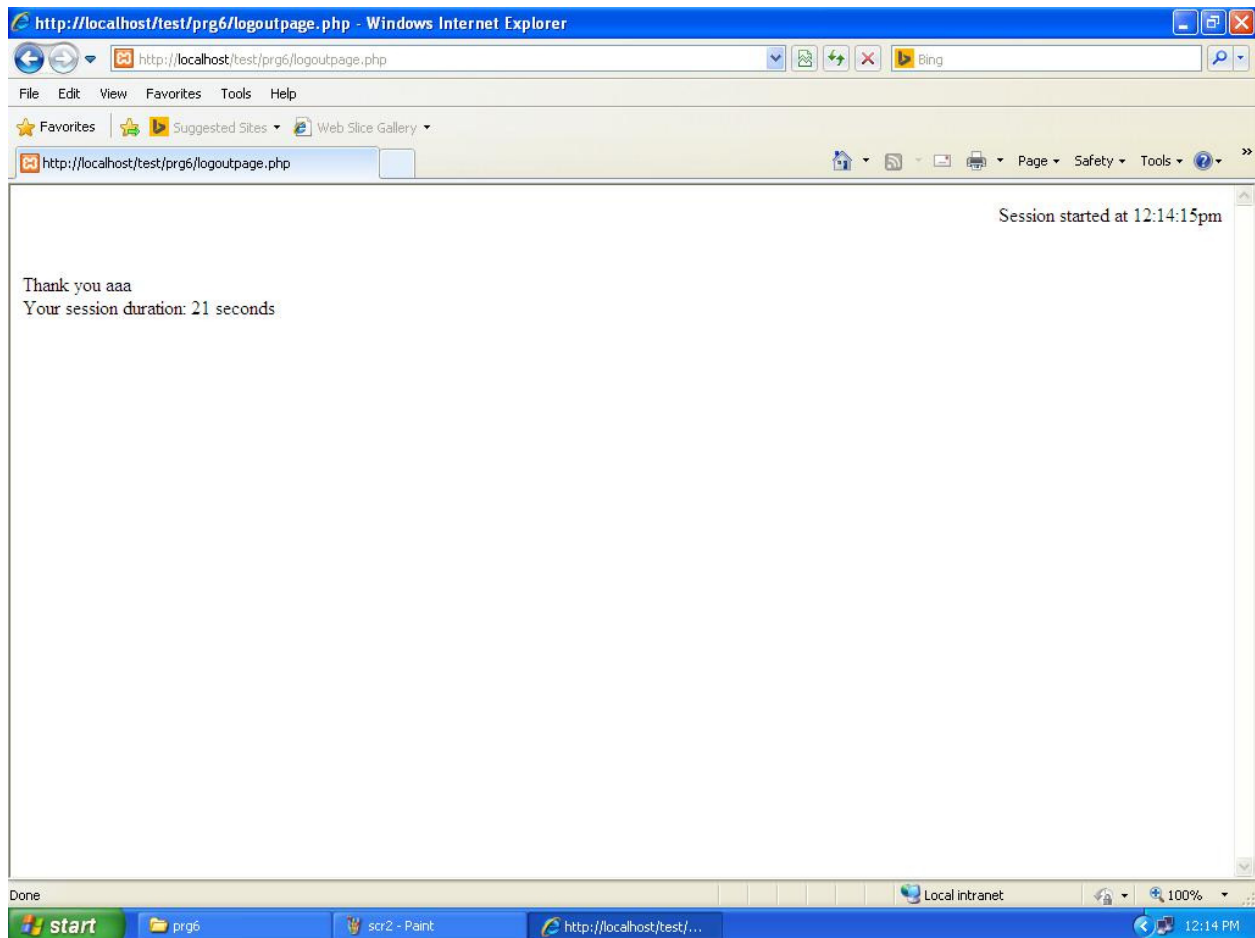 http://localhost/test/prg6/logoutpage.php - Windows Internet Explorer
http://localhost/test/prg6/logoutpage.php
Bing
File Edit View Favorites Tools Help
Favorites Suggested Sites Web Slice Gallery
http://localhost/test/prg6/logoutpage.php
Page Safety Tools »
Session started at 12:14:15pm
Thank you aaa
Your session duration: 21 seconds
Done Local intranet 100%
start prg6 scr2 - Paint http://localhost/test/... 12:14 PM